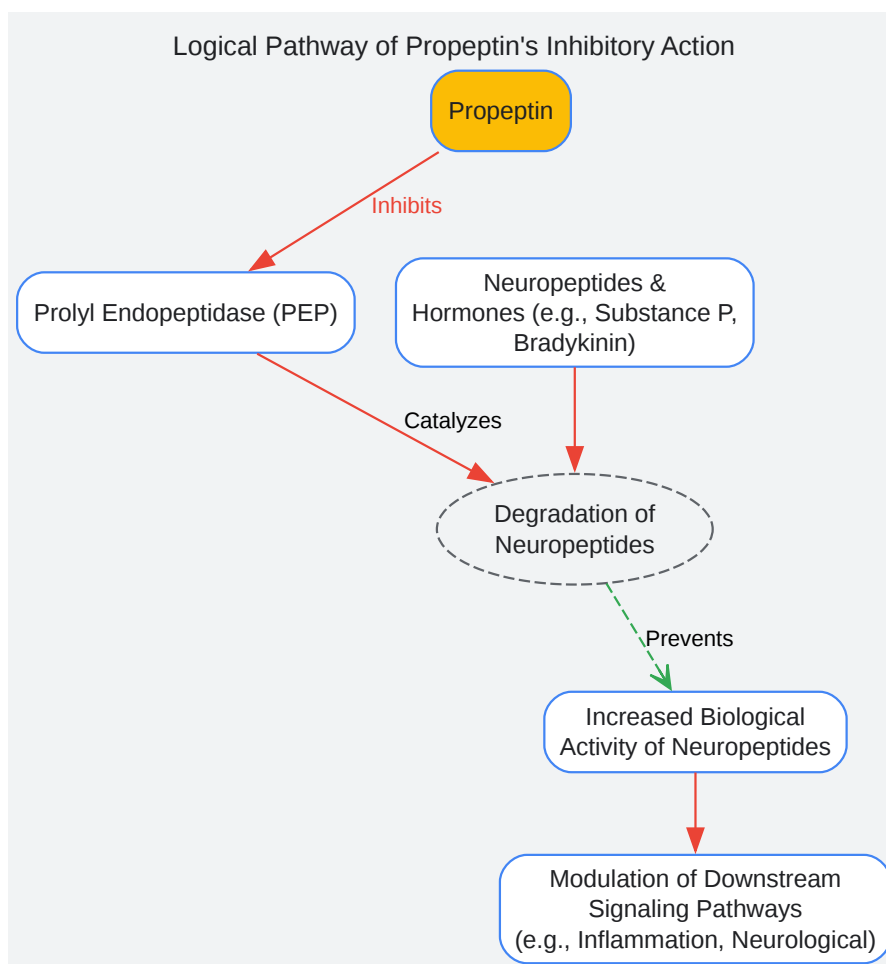 Logical Pathway of Propeptin's Inhibitory Action
Propeptin
Inhibits
Prolyl Endopeptidase (PEP)
Neuropeptides &
Hormones (e.g., Substance P,
Bradykinin)
Catalyzes
Degradation of
Neuropeptides
Prevents
Increased Biological
Activity of Neuropeptides
Modulation of Downstream
Signaling Pathways
(e.g., Inflammation, Neurological)